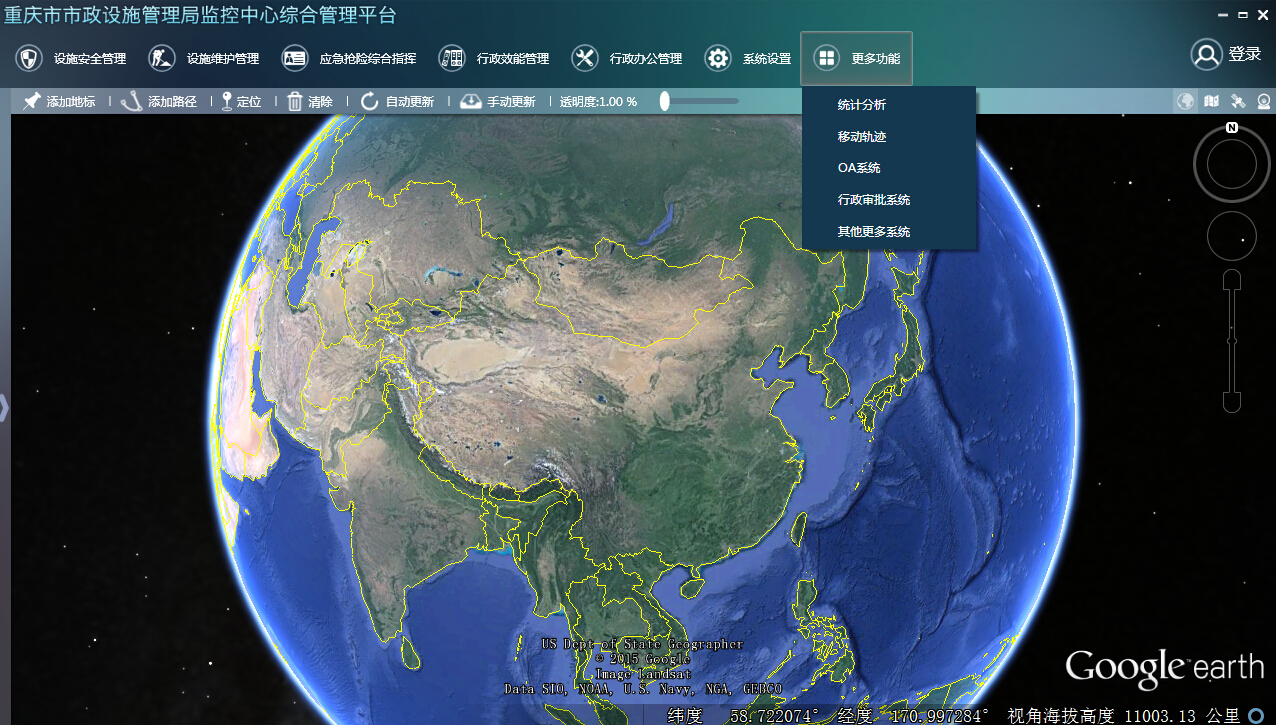 重庆市市政设施管理局监控中心综合管理平台
设施安全管理 设施维护管理 应急抢险综合指挥 行政效能管理 行政办公管理 系统设置 更多功能 登录
添加地标 添加路径 定位 清除 自动更新 手动更新 透明度:1.00 %
统计分析
移动轨迹
OA系统
行政审批系统
其他更多系统
N
US Dept of State Geographer
© 2015 Google
Image Landsat
Data SIO, NOAA, U.S. Navy, NGA, GEBCO
Google earth
纬度 58.722074° 经度 170.997284° 视角海拔高度 11003.13 公里